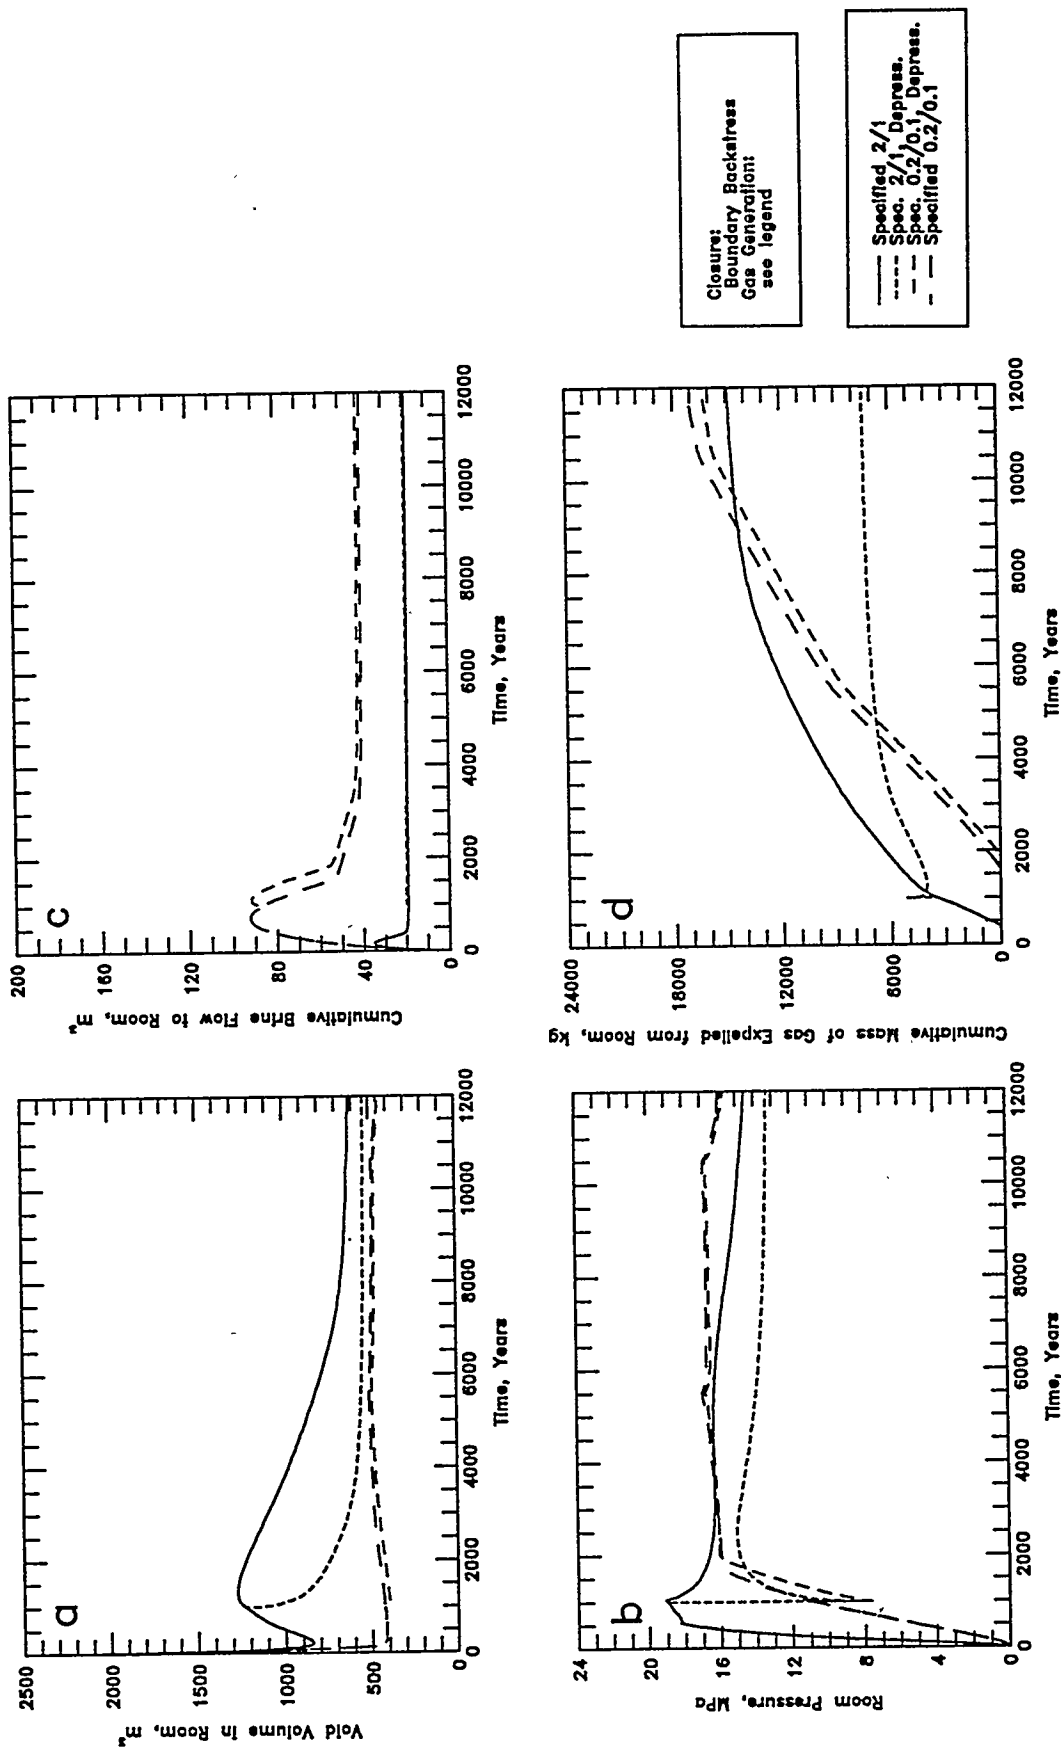 a
2500
2000
1500
1000
500
0
Void Volume in Room, m³
0
2000
4000
6000
8000
10000
12000
Time, Years
c
200
160
120
80
40
0
Cumulative Brine Flow to Room, m³
0
2000
4000
6000
8000
10000
12000
Time, Years
b
24
20
16
12
8
4
0
Room Pressure, MPa
0
2000
4000
6000
8000
10000
12000
Time, Years
d
24000
18000
12000
6000
0
Cumulative Mass of Gas Expelled from Room, kg
0
2000
4000
6000
8000
10000
12000
Time, Years
Closure:
Boundary Backstress
Gas Generation:
see legend
Specified 2/1
Spec. 2/1, Depress.
Spec. 0.2/0.1, Depress.
Specified 0.2/0.1